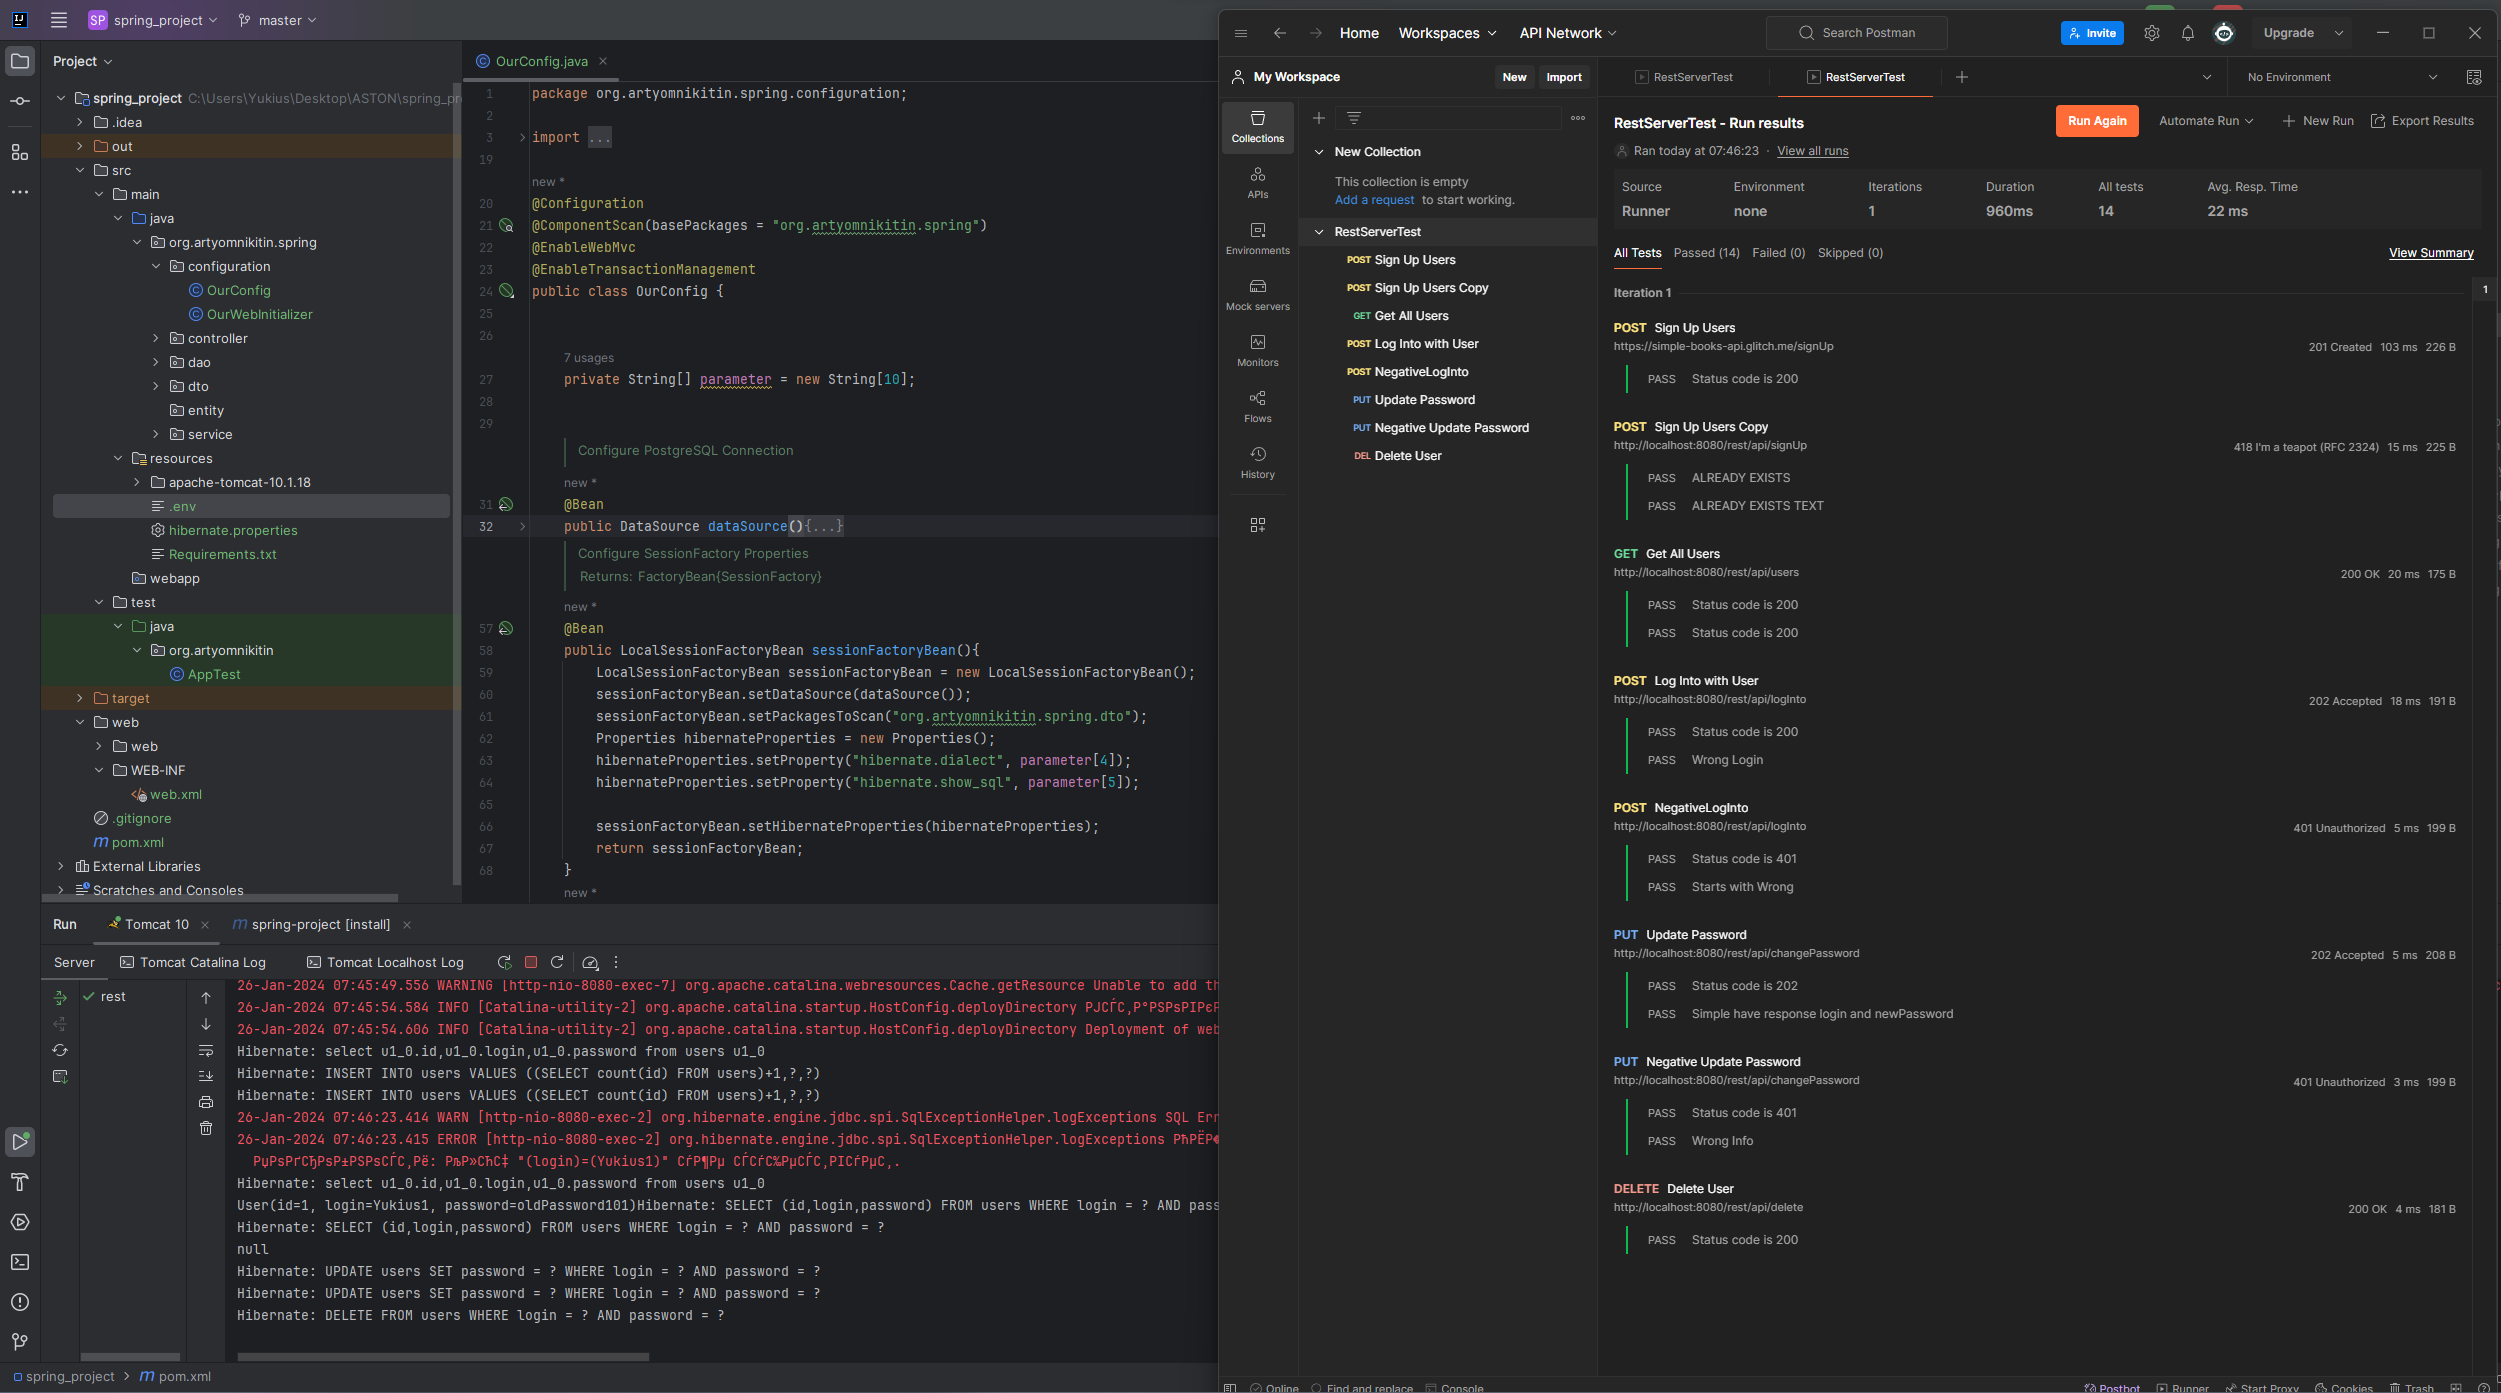 SP spring_project master
Project
spring_project C:\Users\Yukius\Desktop\ASTON\spring_pr
.idea
out
src
main
java
org.artyomnikitin.spring
configuration
OurConfig
OurWebInitializer
controller
dao
dto
entity
service
resources
apache-tomcat-10.1.18
.env
hibernate.properties
Requirements.txt
webapp
test
java
org.artyomnikitin
AppTest
target
web
web
WEB-INF
web.xml
.gitignore
pom.xml
External Libraries
Scratches and Consoles
OurConfig.java
1 package org.artyomnikitin.spring.configuration;
2
3 import ...
19
new *
20 @Configuration
21 @ComponentScan(basePackages = "org.artyomnikitin.spring")
22 @EnableWebMvc
23 @EnableTransactionManagement
24 public class OurConfig {
25
26
7 usages
27 private String[] parameter = new String[10];
28
29
Configure PostgreSQL Connection
new *
31 @Bean
32 public DataSource dataSource(){...}
Configure SessionFactory Properties
Returns: FactoryBean{SessionFactory}
new *
57 @Bean
58 public LocalSessionFactoryBean sessionFactoryBean(){
59 LocalSessionFactoryBean sessionFactoryBean = new LocalSessionFactoryBean();
60 sessionFactoryBean.setDataSource(dataSource());
61 sessionFactoryBean.setPackagesToScan("org.artyomnikitin.spring.dto");
62 Properties hibernateProperties = new Properties();
63 hibernateProperties.setProperty("hibernate.dialect", parameter[4]);
64 hibernateProperties.setProperty("hibernate.show_sql", parameter[5]);
65
66 sessionFactoryBean.setHibernateProperties(hibernateProperties);
67 return sessionFactoryBean;
68 }
new *
Run Tomcat 10 spring-project [install]
Server Tomcat Catalina Log Tomcat Localhost Log
rest
26-Jan-2024 07:45:49.556 WARNING [http-nio-8080-exec-7] org.apache.catalina.webresources.Cache.getResource Unable to add th
26-Jan-2024 07:45:54.584 INFO [Catalina-utility-2] org.apache.catalina.startup.HostConfig.deployDirectory
26-Jan-2024 07:45:54.606 INFO [Catalina-utility-2] org.apache.catalina.startup.HostConfig.deployDirectory Deployment of web
Hibernate: select u1_0.id,u1_0.login,u1_0.password from users u1_0
Hibernate: INSERT INTO users VALUES ((SELECT count(id) FROM users)+1,?,?)
Hibernate: INSERT INTO users VALUES ((SELECT count(id) FROM users)+1,?,?)
26-Jan-2024 07:46:23.414 WARN [http-nio-8080-exec-2] org.hibernate.engine.jdbc.spi.SqlExceptionHelper.logExceptions SQL Err
26-Jan-2024 07:46:23.415 ERROR [http-nio-8080-exec-2] org.hibernate.engine.jdbc.spi.SqlExceptionHelper.logExceptions
"(login)=(Yukius1)"
Hibernate: select u1_0.id,u1_0.login,u1_0.password from users u1_0
User(id=1, login=Yukius1, password=oldPassword101)Hibernate: SELECT (id,login,password) FROM users WHERE login = ? AND pass
Hibernate: SELECT (id,login,password) FROM users WHERE login = ? AND password = ?
null
Hibernate: UPDATE users SET password = ? WHERE login = ? AND password = ?
Hibernate: UPDATE users SET password = ? WHERE login = ? AND password = ?
Hibernate: DELETE FROM users WHERE login = ? AND password = ?
spring_project > pom.xml
Home Workspaces API Network Search Postman Invite Upgrade
My Workspace New Import
Collections
APIs
Environments
Mock servers
Monitors
Flows
History
New Collection
This collection is empty
Add a request to start working.
RestServerTest
POST Sign Up Users
POST Sign Up Users Copy
GET Get All Users
POST Log Into with User
POST NegativeLogInto
PUT Update Password
PUT Negative Update Password
DEL Delete User
RestServerTest RestServerTest No Environment
RestServerTest - Run results Run Again Automate Run New Run Export Results
Ran today at 07:46:23 · View all runs
Source Environment Iterations Duration All tests Avg. Resp. Time
Runner none 1 960ms 14 22 ms
All Tests Passed (14) Failed (0) Skipped (0) View Summary
Iteration 1 1
POST Sign Up Users
https://simple-books-api.glitch.me/signUp 201 Created 103 ms 226 B
PASS Status code is 200
POST Sign Up Users Copy
http://localhost:8080/rest/api/signUp 418 I'm a teapot (RFC 2324) 15 ms 225 B
PASS ALREADY EXISTS
PASS ALREADY EXISTS TEXT
GET Get All Users
http://localhost:8080/rest/api/users 200 OK 20 ms 175 B
PASS Status code is 200
PASS Status code is 200
POST Log Into with User
http://localhost:8080/rest/api/logInto 202 Accepted 18 ms 191 B
PASS Status code is 200
PASS Wrong Login
POST NegativeLogInto
http://localhost:8080/rest/api/logInto 401 Unauthorized 5 ms 199 B
PASS Status code is 401
PASS Starts with Wrong
PUT Update Password
http://localhost:8080/rest/api/changePassword 202 Accepted 5 ms 208 B
PASS Status code is 202
PASS Simple have response login and newPassword
PUT Negative Update Password
http://localhost:8080/rest/api/changePassword 401 Unauthorized 3 ms 199 B
PASS Status code is 401
PASS Wrong Info
DELETE Delete User
http://localhost:8080/rest/api/delete 200 OK 4 ms 181 B
PASS Status code is 200
Online Find and replace Console Postbot Runner Start Proxy Cookies Trash